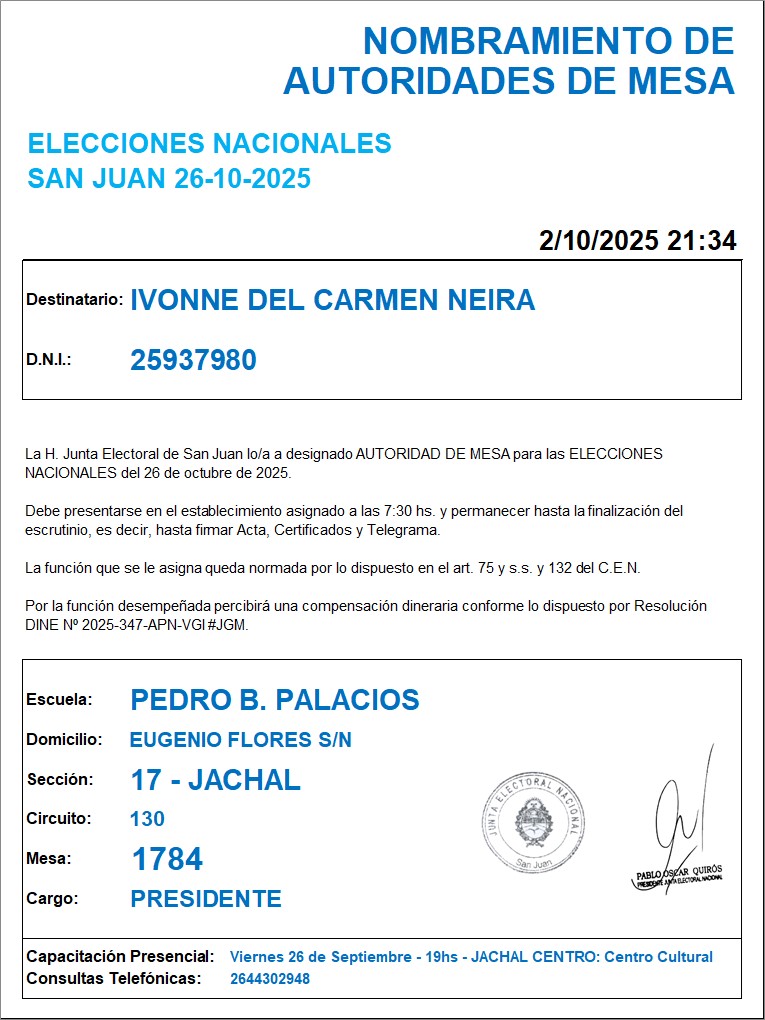 NOMBRAMIENTO DE
AUTORIDADES DE MESA
ELECCIONES NACIONALES
SAN JUAN 26-10-2025
2/10/2025 21:34
Destinatario: IVONNE DEL CARMEN NEIRA
D.N.I.: 25937980
La H. Junta Electoral de San Juan lo/a a designado AUTORIDAD DE MESA para las ELECCIONES
NACIONALES del 26 de octubre de 2025.
Debe presentarse en el establecimiento asignado a las 7:30 hs. y permanecer hasta la finalización del
escrutinio, es decir, hasta firmar Acta, Certificados y Telegrama.
La función que se le asigna queda normada por lo dispuesto en el art. 75 y s.s. y 132 del C.E.N.
Por la función desempeñada percibirá una compensación dineraria conforme lo dispuesto por Resolución
DINE Nº 2025-347-APN-VGI#JGM.
Escuela: PEDRO B. PALACIOS
Domicilio: EUGENIO FLORES S/N
Sección: 17 - JACHAL
Circuito: 130
Mesa: 1784
Cargo: PRESIDENTE
JUNTA ELECTORAL NACIONAL
San Juan
PABLO OSCAR QUIRÓS
PRESIDENTE JUNTA ELECTORAL NACIONAL
Capacitación Presencial: Viernes 26 de Septiembre - 19hs - JACHAL CENTRO: Centro Cultural
Consultas Telefónicas: 2644302948